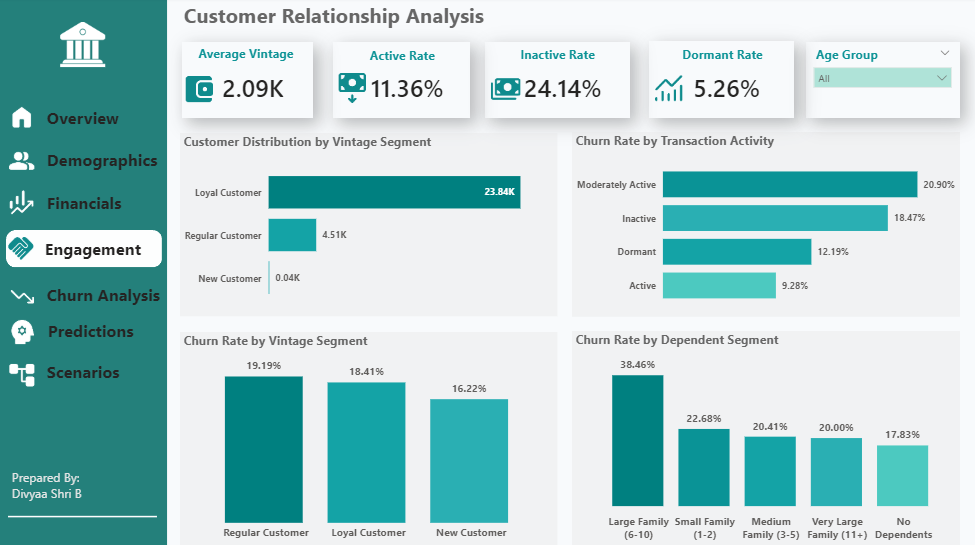 Customer Relationship Analysis
Average Vintage
2.09K
Active Rate
11.36%
Inactive Rate
24.14%
Dormant Rate
5.26%
Age Group
All
Overview
Demographics
Financials
Engagement
Churn Analysis
Predictions
Scenarios
Prepared By:
Divyaa Shri B
Customer Distribution by Vintage Segment
Loyal Customer
23.84K
Regular Customer
4.51K
New Customer
0.04K
Churn Rate by Transaction Activity
Moderately Active
20.90%
Inactive
18.47%
Dormant
12.19%
Active
9.28%
Churn Rate by Vintage Segment
19.19%
18.41%
16.22%
Regular Customer
Loyal Customer
New Customer
Churn Rate by Dependent Segment
38.46%
22.68%
20.41%
20.00%
17.83%
Large Family
(6-10)
Small Family
(1-2)
Medium
Family (3-5)
Very Large
Family (11+)
No
Dependents